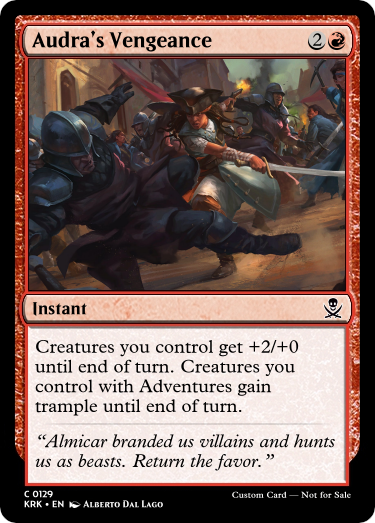 Audra's Vengeance 2
Instant
Creatures you control get +2/+0
until end of turn. Creatures you
control with Adventures gain
trample until end of turn.
“Almicar branded us villains and hunts
us as beasts. Return the favor.”
C 0129
KRK • EN Alberto Dal Lago
Custom Card — Not for Sale